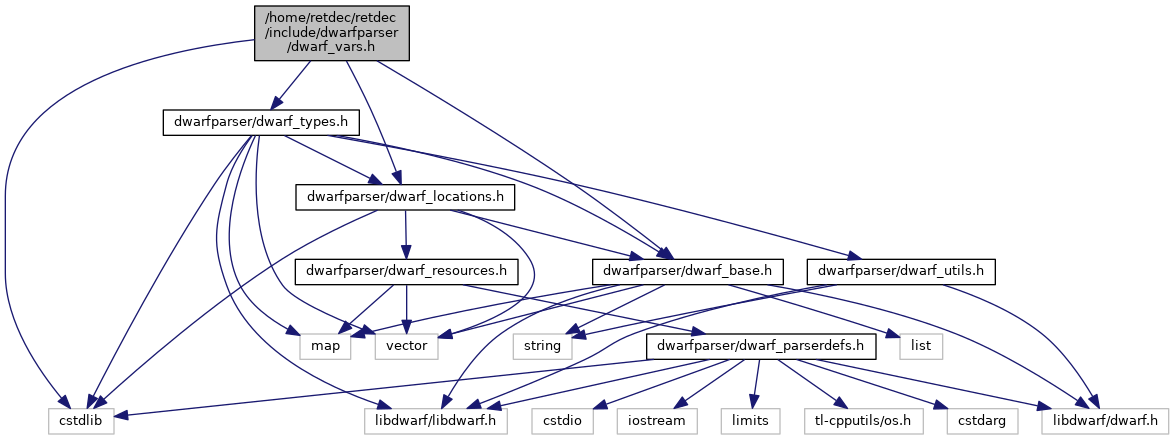 /home/retdec/retdec
/include/dwarfparser
/dwarf_vars.h
dwarfparser/dwarf_types.h
dwarfparser/dwarf_locations.h
dwarfparser/dwarf_resources.h
dwarfparser/dwarf_base.h
dwarfparser/dwarf_utils.h
map
vector
string
dwarfparser/dwarf_parserdefs.h
list
cstdlib
libdwarf/libdwarf.h
cstdio
iostream
limits
tl-cpputils/os.h
cstdarg
libdwarf/dwarf.h